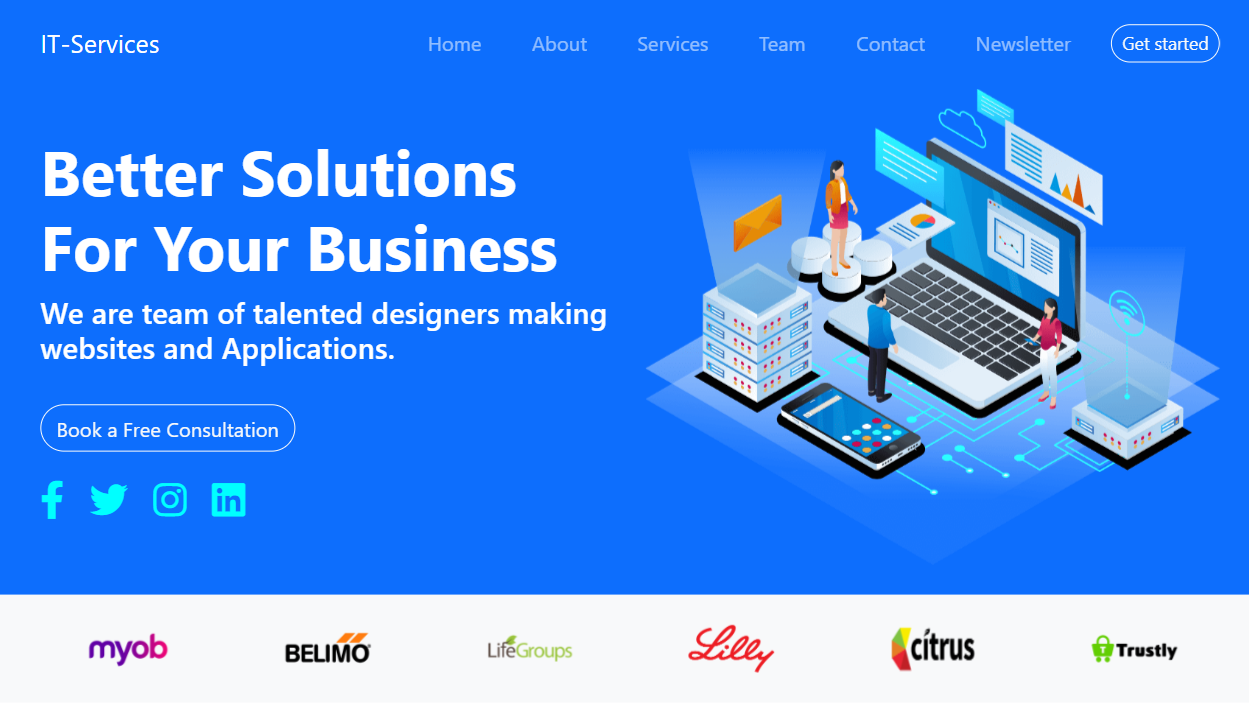 IT-Services
Home
About
Services
Team
Contact
Newsletter
Get started
Better Solutions
For Your Business
We are team of talented designers making
websites and Applications.
Book a Free Consultation
myob
BELIMO
LifeGroups
Lilly
citrus
Trustly